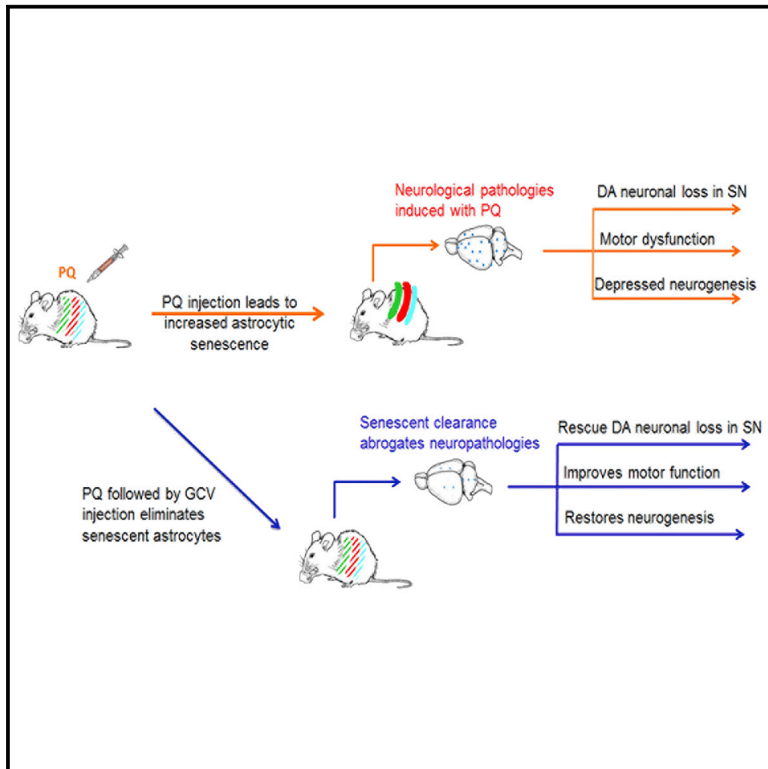 PQ
PQ injection leads to
increased astrocytic
senescence
Neurological pathologies
induced with PQ
DA neuronal loss in SN
Motor dysfunction
Depressed neurogenesis
PQ followed by GCV
injection eliminates
senescent astrocytes
Senescent clearance
abrogates neuropathologies
Rescue DA neuronal loss in SN
Improves motor function
Restores neurogenesis